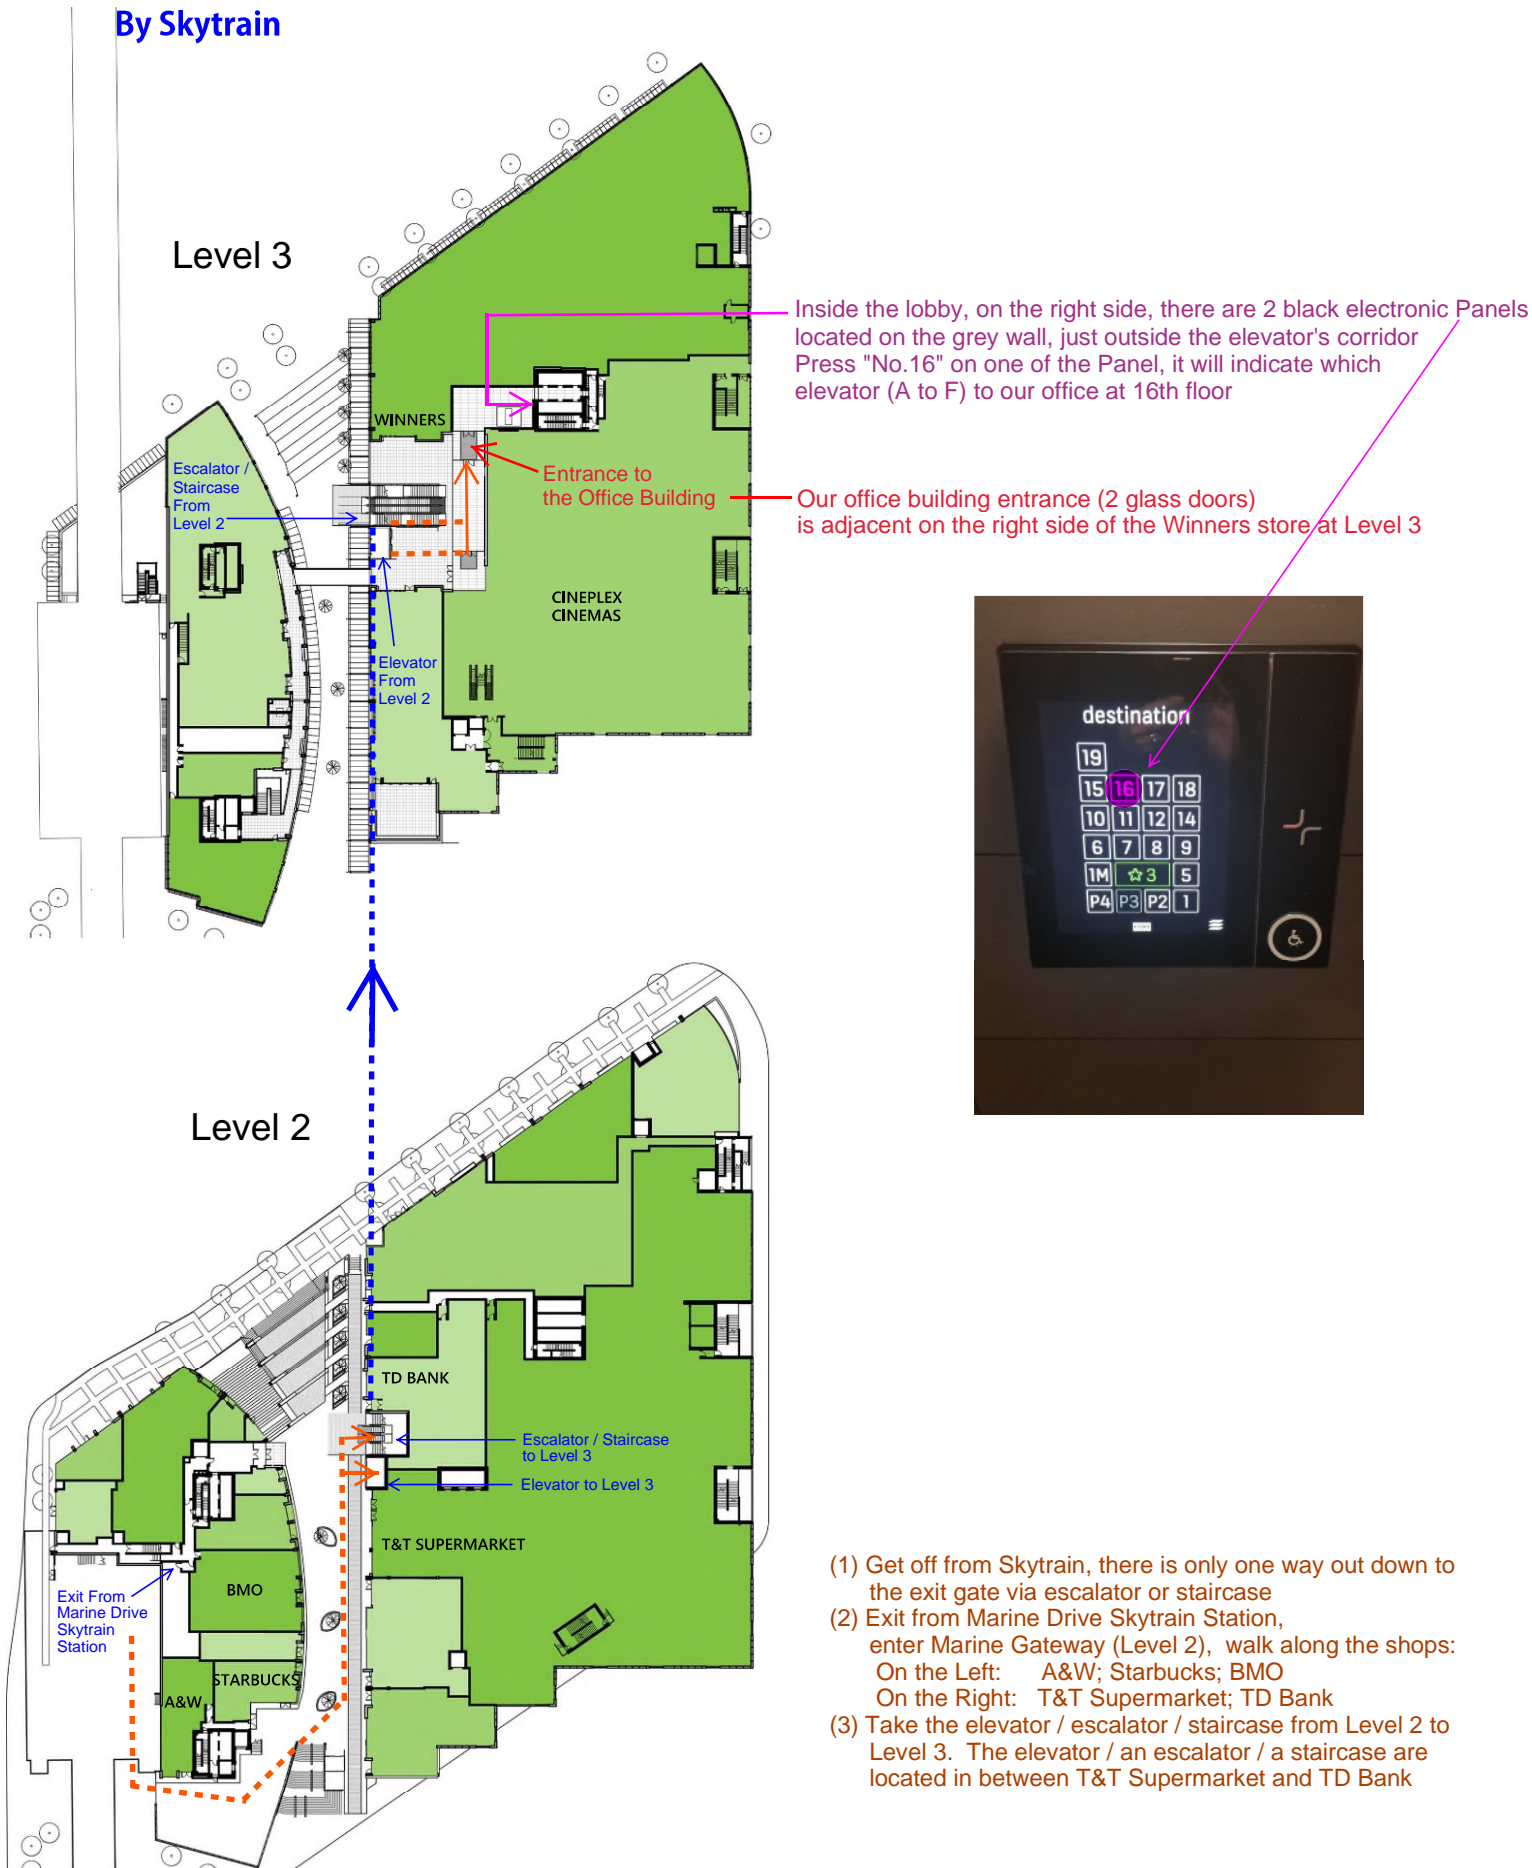 By Skytrain
Level 3
Inside the lobby, on the right side, there are 2 black electronic Panels
located on the grey wall, just outside the elevator's corridor
Press "No.16" on one of the Panel, it will indicate which
elevator (A to F) to our office at 16th floor
WINNERS
Escalator /
Staircase
From
Level 2
Entrance to
the Office Building
Our office building entrance (2 glass doors)
is adjacent on the right side of the Winners store at Level 3
CINEPLEX
CINEMAS
Elevator
From
Level 2
destination
19
15 16 17 18
10 11 12 14
6 7 8 9
1M ☆3 5
P4 P3 P2 1
Level 2
TD BANK
Escalator / Staircase
to Level 3
Elevator to Level 3
T&T SUPERMARKET
BMO
Exit From
Marine Drive
Skytrain
Station
STARBUCKS
A&W
(1) Get off from Skytrain, there is only one way out down to
the exit gate via escalator or staircase
(2) Exit from Marine Drive Skytrain Station,
enter Marine Gateway (Level 2), walk along the shops:
On the Left: A&W; Starbucks; BMO
On the Right: T&T Supermarket; TD Bank
(3) Take the elevator / escalator / staircase from Level 2 to
Level 3. The elevator / an escalator / a staircase are
located in between T&T Supermarket and TD Bank